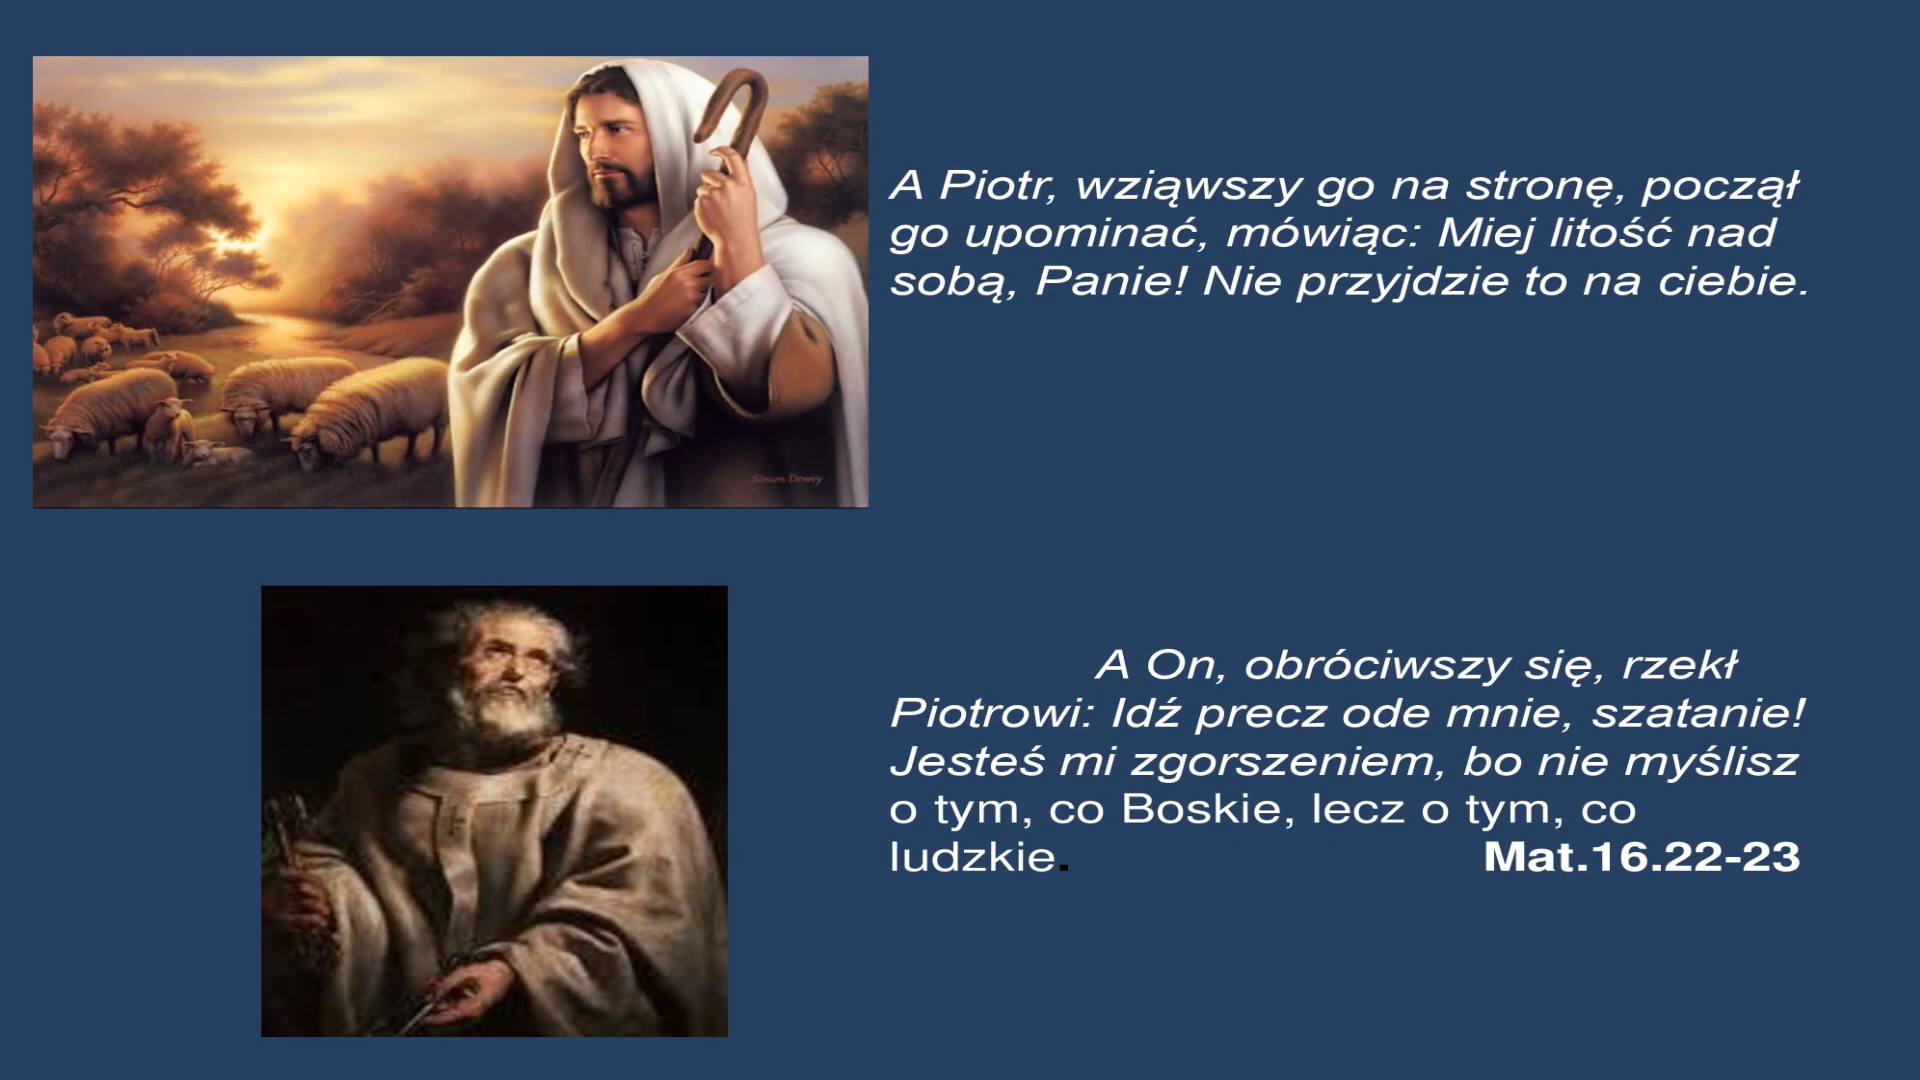 A Piotr, wziąwszy go na stronę, począł
go upominać, mówiąc: Miej litość nad
sobą, Panie! Nie przyjdzie to na ciebie.
Simon Dewey
A On, obróciwszy się, rzekł
Piotrowi: Idź precz ode mnie, szatanie!
Jesteś mi zgorszeniem, bo nie myślisz
o tym, co Boskie, lecz o tym, co
ludzkie. Mat.16.22-23